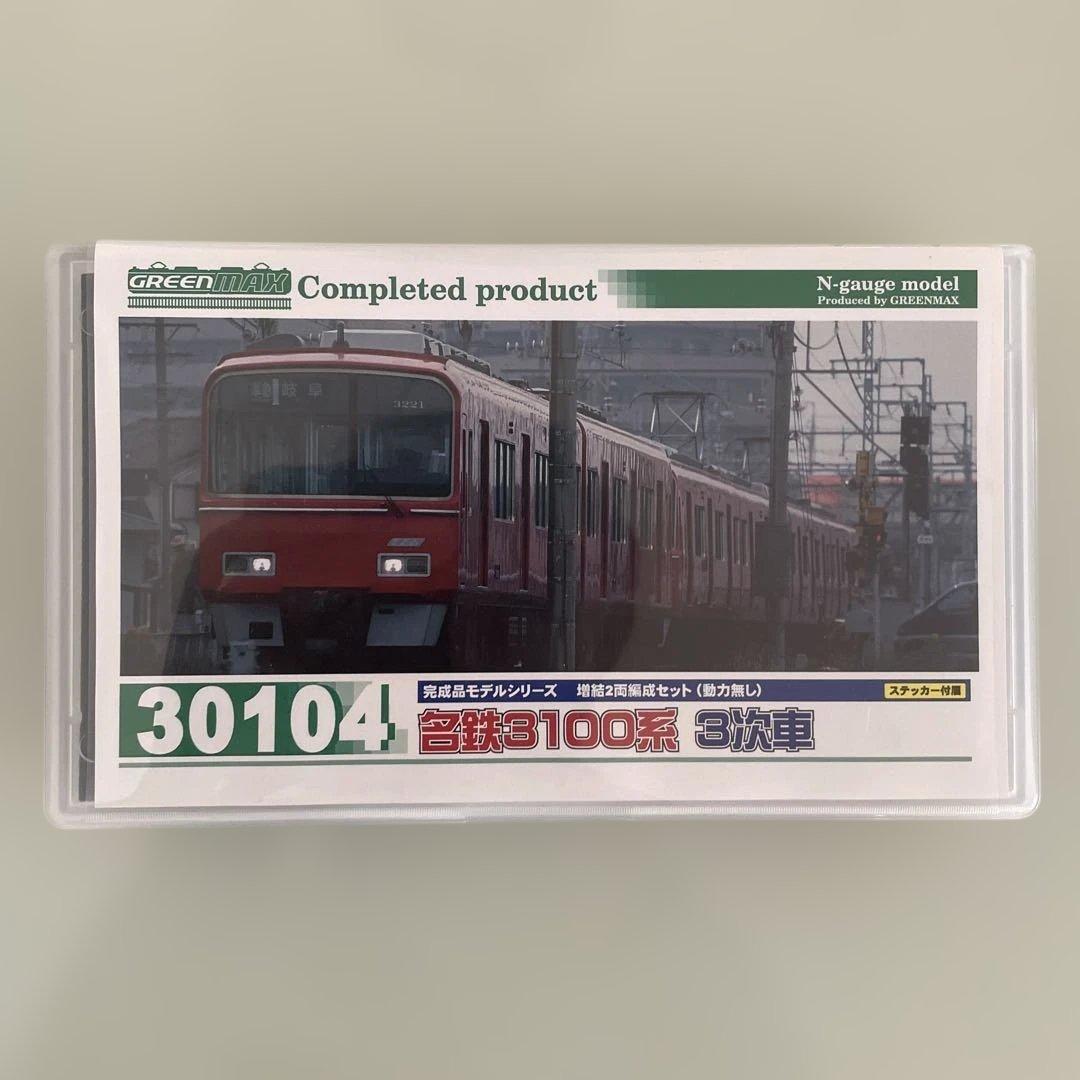 GREENMAX Completed product
N-gauge model
Produced by GREENMAX
岐阜
3221
30104
完成品モデルシリーズ 増結2両編成セット（動力無し）
ステッカー付属
名鉄3100系 3次車